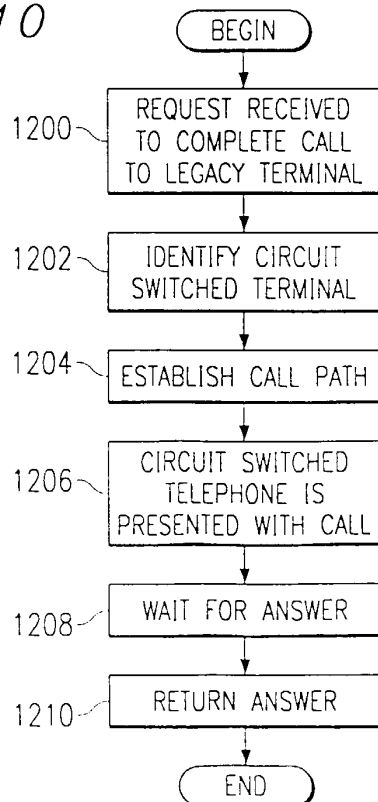 10
BEGIN
1200
REQUEST RECEIVED
TO COMPLETE CALL
TO LEGACY TERMINAL
1202
IDENTIFY CIRCUIT
SWITCHED TERMINAL
1204
ESTABLISH CALL PATH
1206
CIRCUIT SWITCHED
TELEPHONE IS
PRESENTED WITH CALL
1208
WAIT FOR ANSWER
1210
RETURN ANSWER
END